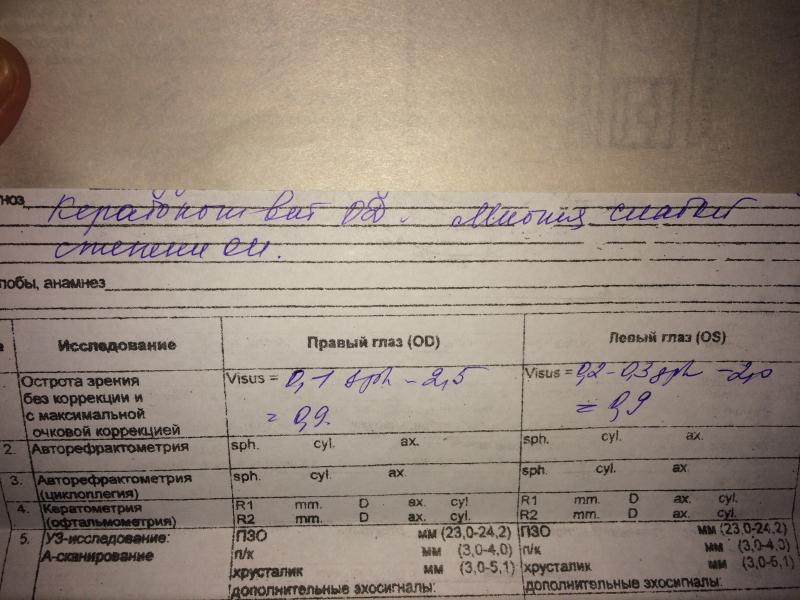 ноз Кератоконъюнктивит OD. Миопия слабой
степени OU.
лобы, анамнез
Исследование Правый глаз (OD) Левый глаз (OS)
Острота зрения Visus = 0,1 sph -2,5 Visus = 0,2-0,3 sph -2,0
без коррекции и = 0,9. = 0,9
с максимальной
очковой коррекцией
2. Авторефрактометрия sph. cyl. ax. sph. cyl. ax.
3. Авторефрактометрия sph. cyl. ax. sph. cyl. ax.
(циклоплегия)
4. Кератометрия R1 mm. D ax. cyl. R1 mm. D ax. cyl.
(офтальмометрия) R2 mm. D ax. cyl. R2 mm. D ax. cyl.
5. УЗ-исследование: ПЗО мм (23,0-24,2) ПЗО мм (23,0-24,2)
А-сканирование п/к мм (3,0-4,0) п/к мм (3,0-4,0)
хрусталик мм (3,0-5,1) хрусталик мм (3,0-5,1)
дополнительные эхосигналы: дополнительные эхосигналы: